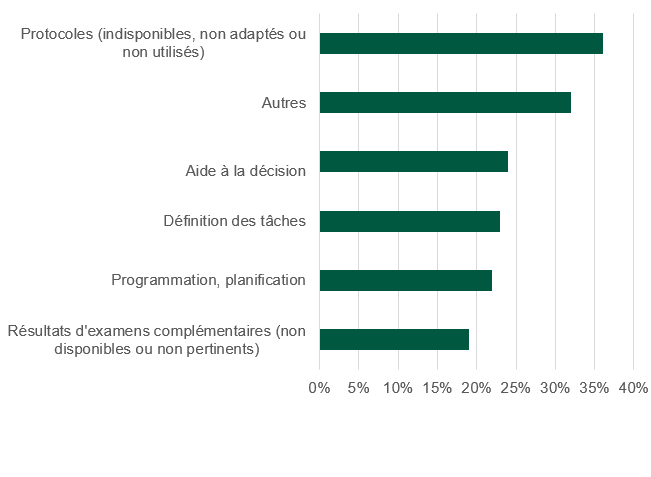 Protocoles (indisponibles, non adaptés ou
non utilisés)
Autres
Aide à la décision
Définition des tâches
Programmation, planification
Résultats d'examens complémentaires (non
disponibles ou non pertinents)
0% 5% 10% 15% 20% 25% 30% 35% 40%